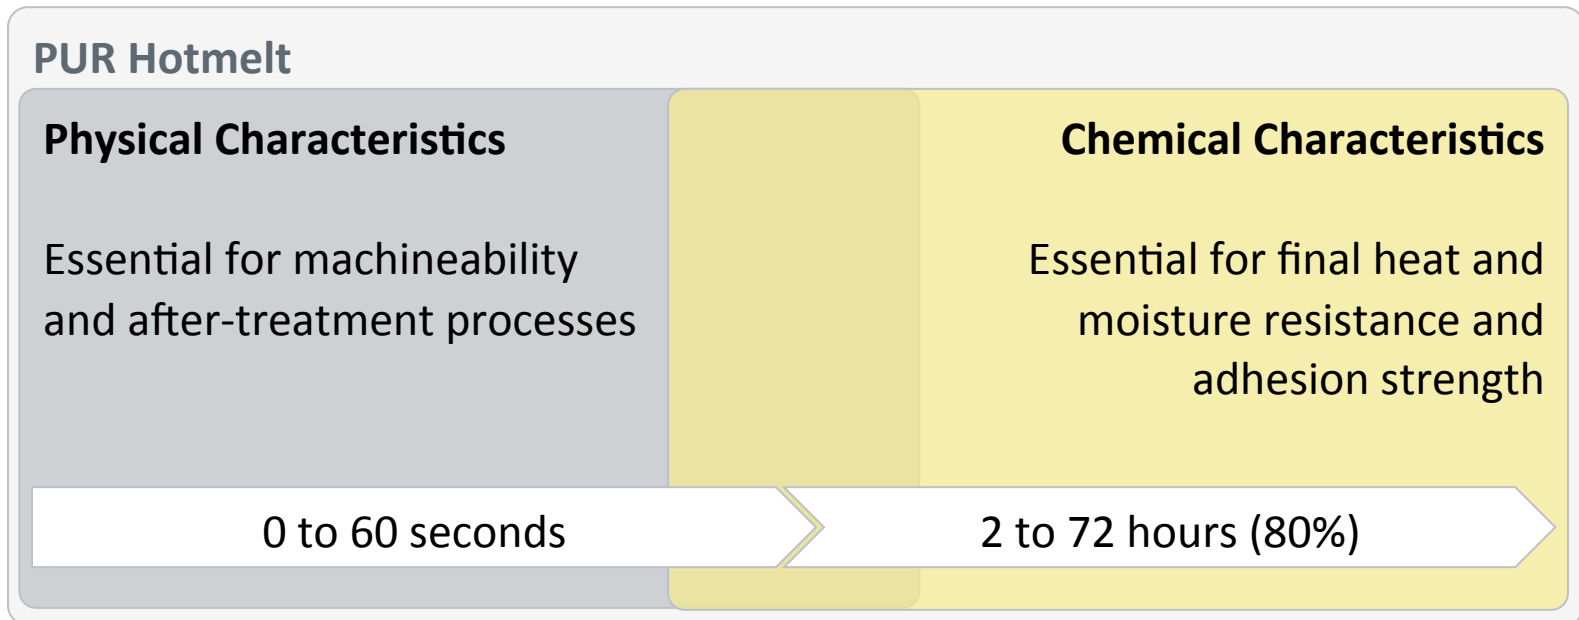 PUR Hotmelt
Physical Characteristics
Essential for machineability
and after-treatment processes
0 to 60 seconds
Chemical Characteristics
Essential for final heat and
moisture resistance and
adhesion strength
2 to 72 hours (80%)